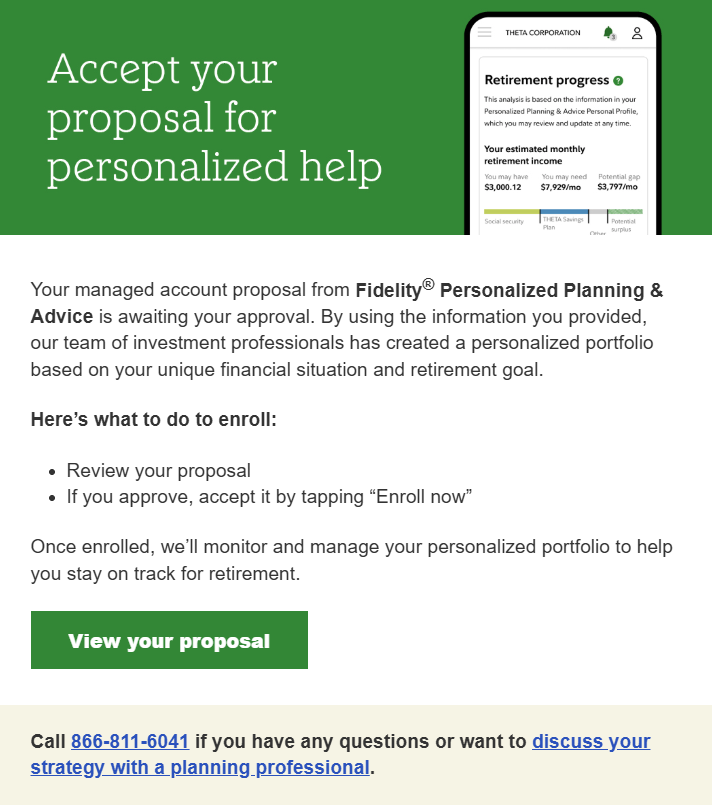 Accept your
proposal for
personalized help
THETA CORPORATION
3
Retirement progress ?
This analysis is based on the information in your
Personalized Planning & Advice Personal Profile,
which you may review and update at any time.
Your estimated monthly
retirement income
You may have You may need Potential gap
$3,000.12 $7,929/mo $3,797/mo
Social security THETA Savings Plan Other Potential surplus
Your managed account proposal from Fidelity® Personalized Planning &
Advice is awaiting your approval. By using the information you provided,
our team of investment professionals has created a personalized portfolio
based on your unique financial situation and retirement goal.
Here’s what to do to enroll:
• Review your proposal
• If you approve, accept it by tapping “Enroll now”
Once enrolled, we’ll monitor and manage your personalized portfolio to help
you stay on track for retirement.
View your proposal
Call 866-811-6041 if you have any questions or want to discuss your
strategy with a planning professional.